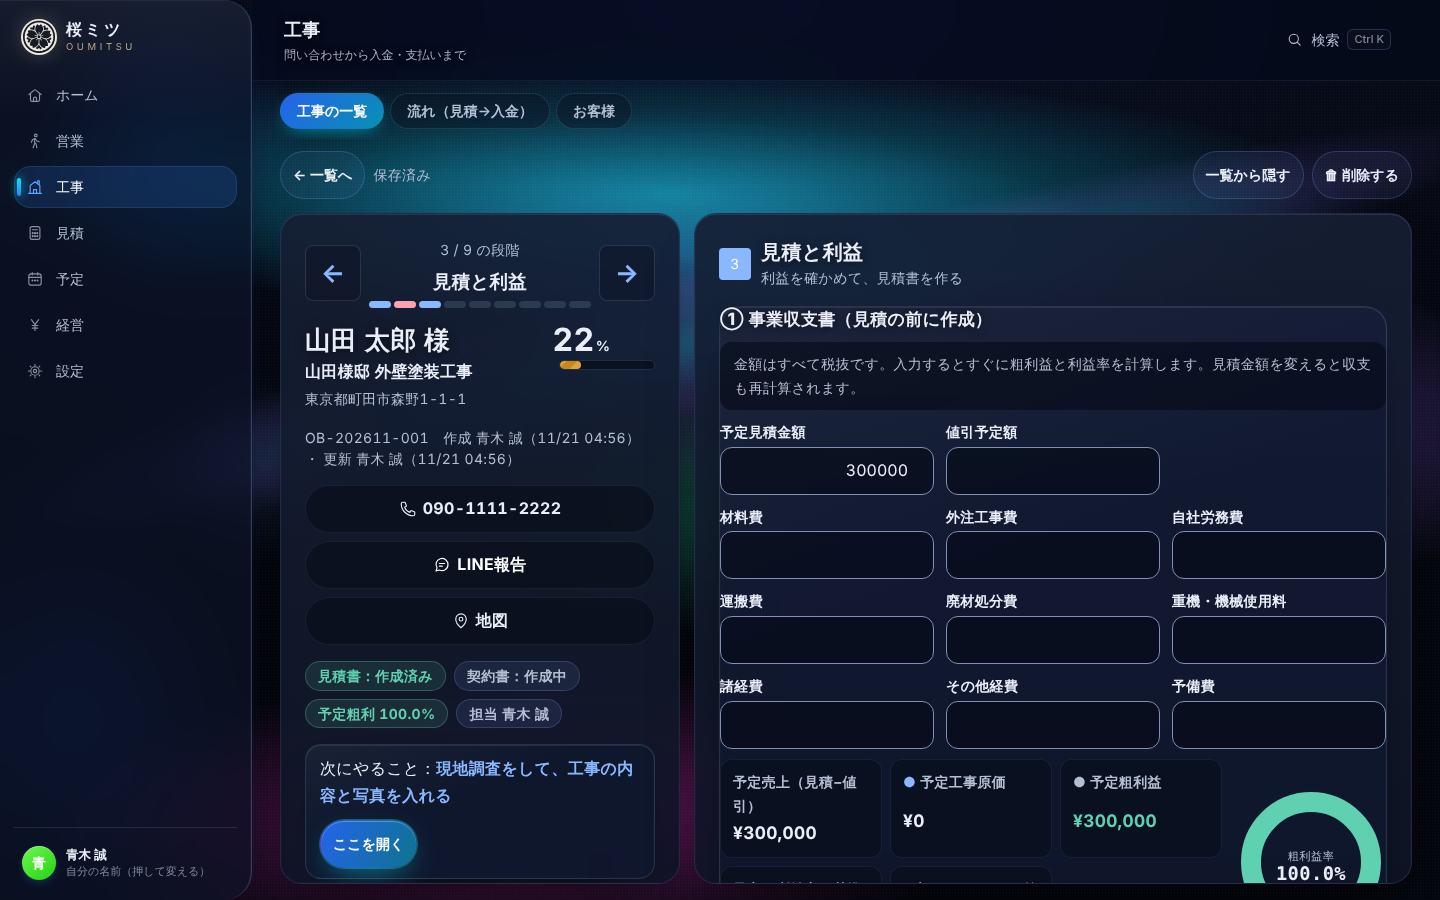 桜ミツ
OUMITSU
ホーム
営業
工事
見積
予定
経営
設定
青
青木 誠
自分の名前（押して変える）
工事
問い合わせから入金・支払いまで
検索 Ctrl K
工事の一覧
流れ（見積→入金）
お客様
← 一覧へ
保存済み
一覧から隠す
削除する
←
3 / 9 の段階
見積と利益
→
山田 太郎 様
22%
山田様邸 外壁塗装工事
東京都町田市森野1-1-1
OB-202611-001　作成 青木 誠（11/21 04:56）
・ 更新 青木 誠（11/21 04:56）
090-1111-2222
LINE報告
地図
見積書：作成済み
契約書：作成中
予定粗利 100.0%
担当 青木 誠
次にやること：現地調査をして、工事の内
容と写真を入れる
ここを開く
3
見積と利益
利益を確かめて、見積書を作る
① 事業収支書（見積の前に作成）
金額はすべて税抜です。入力するとすぐに粗利益と利益率を計算します。見積金額を変えると収支
も再計算されます。
予定見積金額
値引予定額
300000
材料費
外注工事費
自社労務費
運搬費
廃材処分費
重機・機械使用料
諸経費
その他経費
予備費
予定売上（見積−値
引）
¥300,000
予定工事原価
¥0
予定粗利益
¥300,000
粗利益率
100.0%